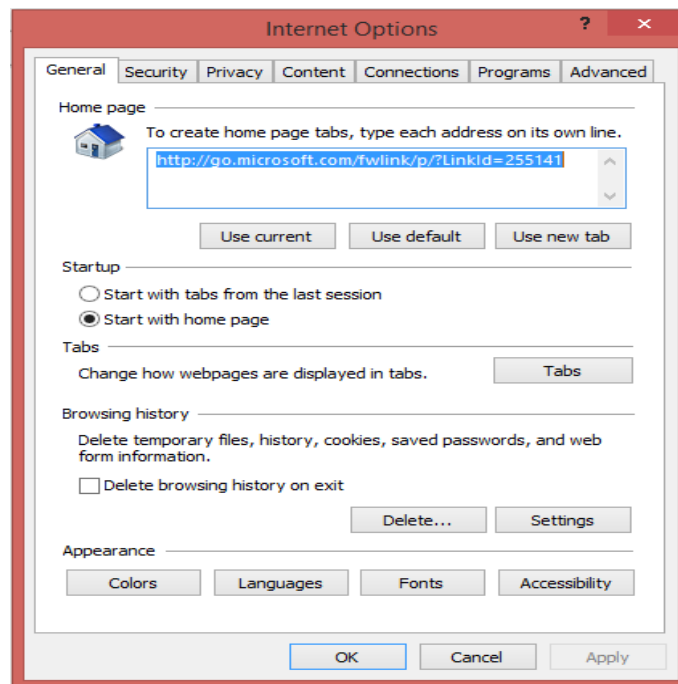 Internet Options
? ×
General Security Privacy Content Connections Programs Advanced
Home page
To create home page tabs, type each address on its own line.
http://go.microsoft.com/fwlink/p/?LinkId=255141
Use current Use default Use new tab
Startup
Start with tabs from the last session
Start with home page
Tabs
Change how webpages are displayed in tabs.
Tabs
Browsing history
Delete temporary files, history, cookies, saved passwords, and web
form information.
Delete browsing history on exit
Delete... Settings
Appearance
Colors Languages Fonts Accessibility
OK Cancel Apply